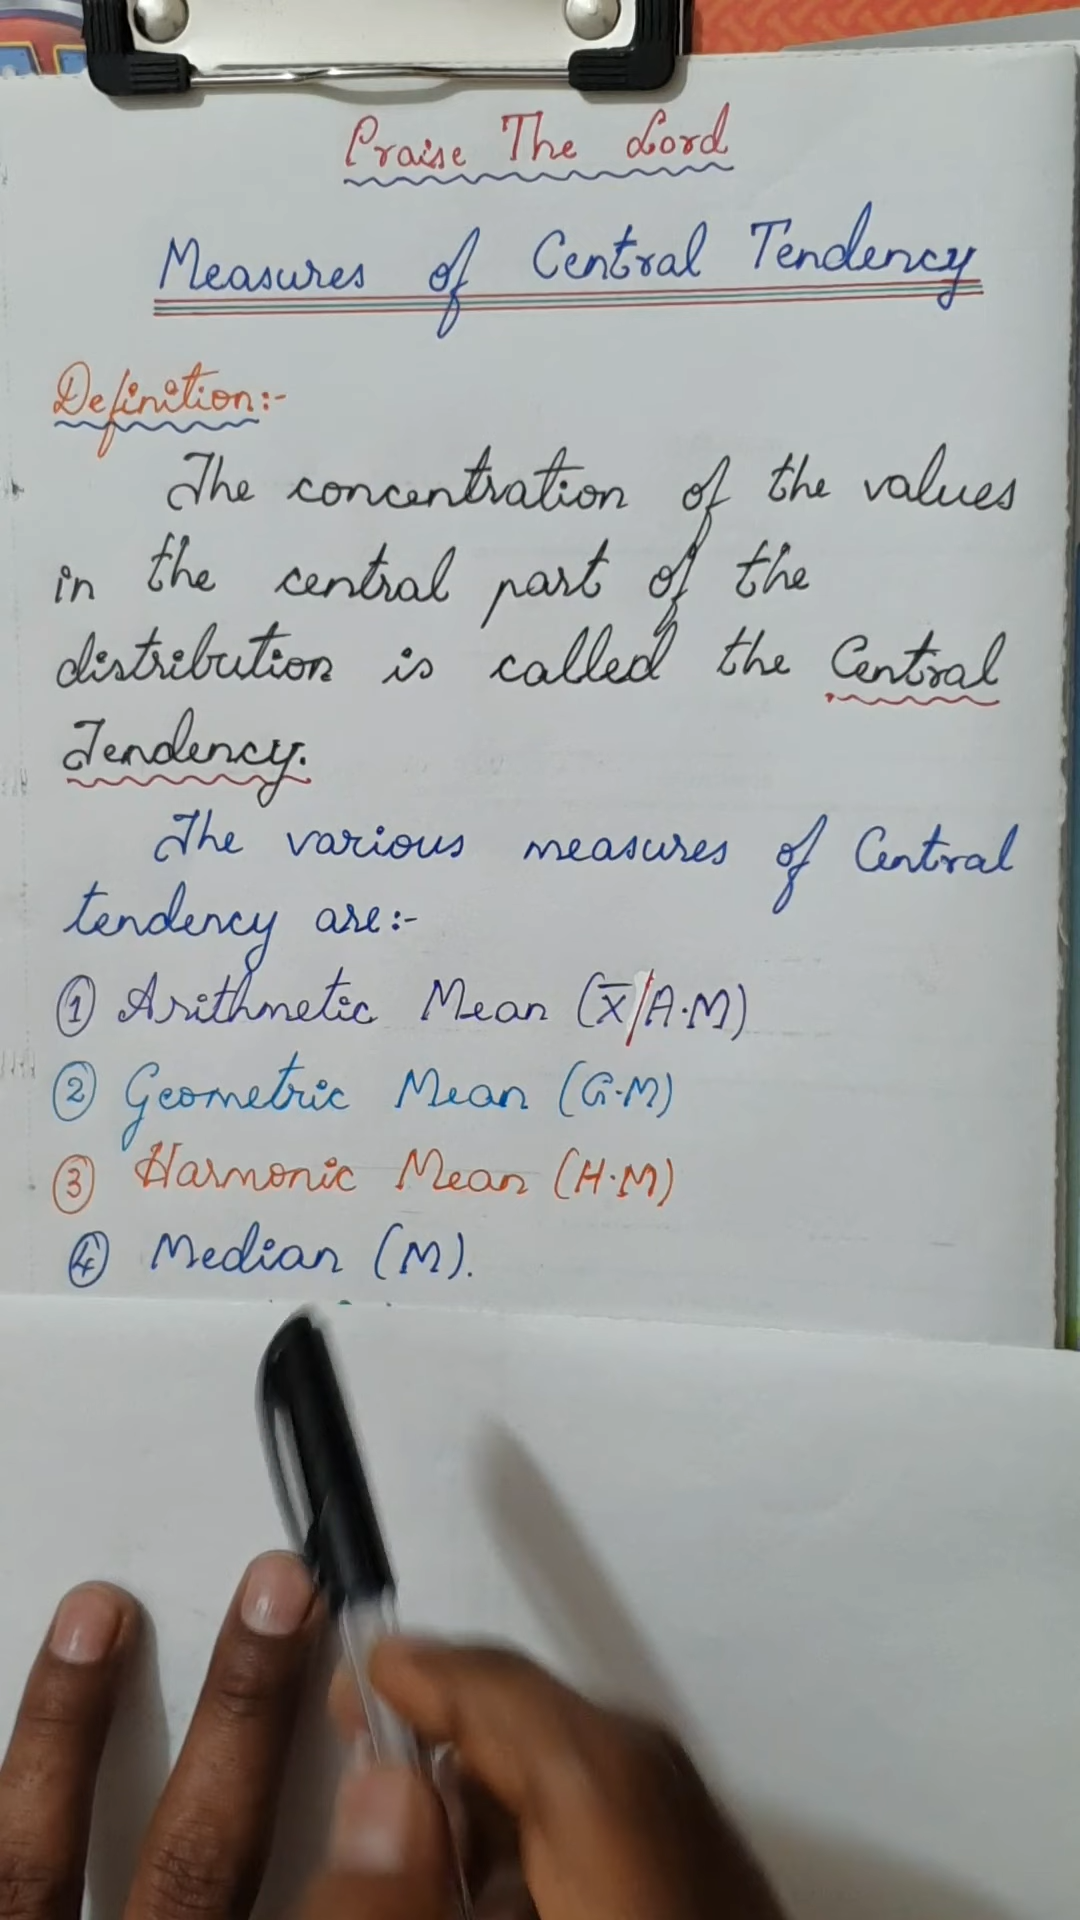 Praise The Lord
Measures of Central Tendency
Definition:-
The concentration of the values
in the central part of the
distribution is called the Central
Tendency.
The various measures of Central
tendency are:-
① Arithmetic Mean (x̅/A.M)
② Geometric Mean (G.M)
③ Harmonic Mean (H.M)
④ Median (M).